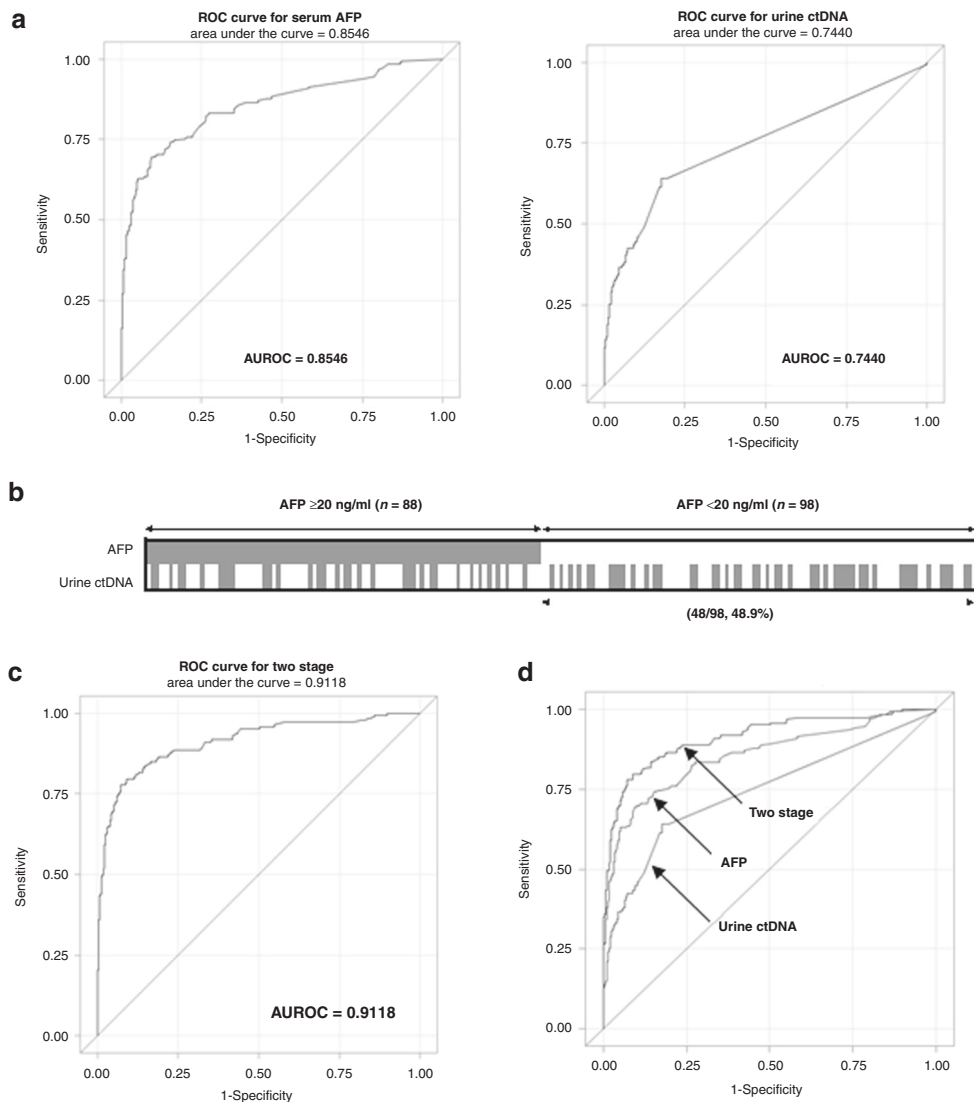 a
ROC curve for serum AFP
area under the curve = 0.8546
1.00
0.75
0.50
0.25
0.00
Sensitivity
AUROC = 0.8546
0.00 0.25 0.50 0.75 1.00
1-Specificity
ROC curve for urine ctDNA
area under the curve = 0.7440
1.00
0.75
0.50
0.25
0.00
Sensitivity
AUROC = 0.7440
0.00 0.25 0.50 0.75 1.00
1-Specificity
b
AFP ≥20 ng/ml (n = 88)
AFP <20 ng/ml (n = 98)
AFP
Urine ctDNA
(48/98, 48.9%)
c
ROC curve for two stage
area under the curve = 0.9118
1.00
0.75
0.50
0.25
0.00
Sensitivity
AUROC = 0.9118
0.00 0.25 0.50 0.75 1.00
1-Specificity
d
1.00
0.75
0.50
0.25
0.00
Sensitivity
Two stage
AFP
Urine ctDNA
0.00 0.25 0.50 0.75 1.00
1-Specificity